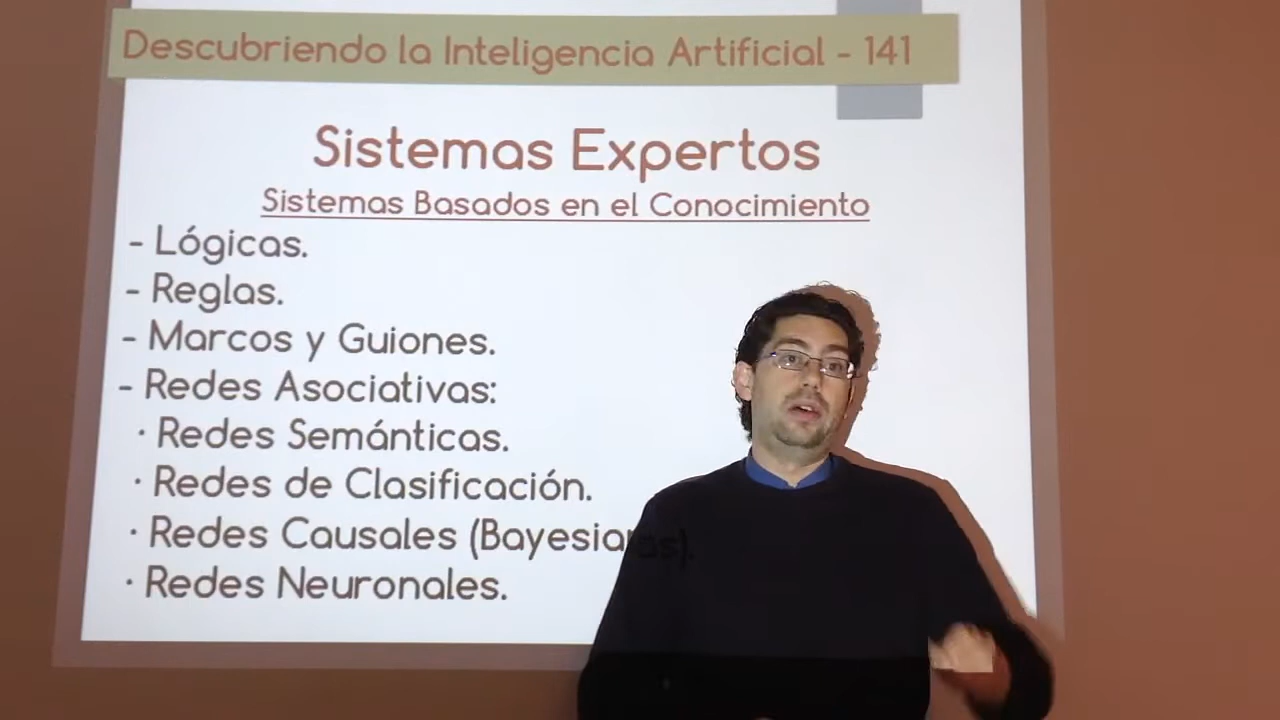 Descubriendo la Inteligencia Artificial - 141
Sistemas Expertos
Sistemas Basados en el Conocimiento
- Lógicas.
- Reglas.
- Marcos y Guiones.
- Redes Asociativas:
· Redes Semánticas.
· Redes de Clasificación.
· Redes Causales (Bayesianas).
· Redes Neuronales.